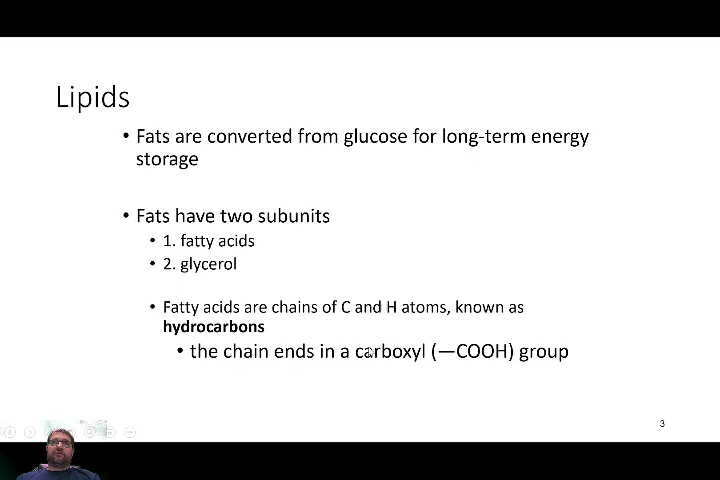 Lipids
• Fats are converted from glucose for long-term energy
storage
• Fats have two subunits
• 1. fatty acids
• 2. glycerol
• Fatty acids are chains of C and H atoms, known as
hydrocarbons
• the chain ends in a carboxyl (—COOH) group
3